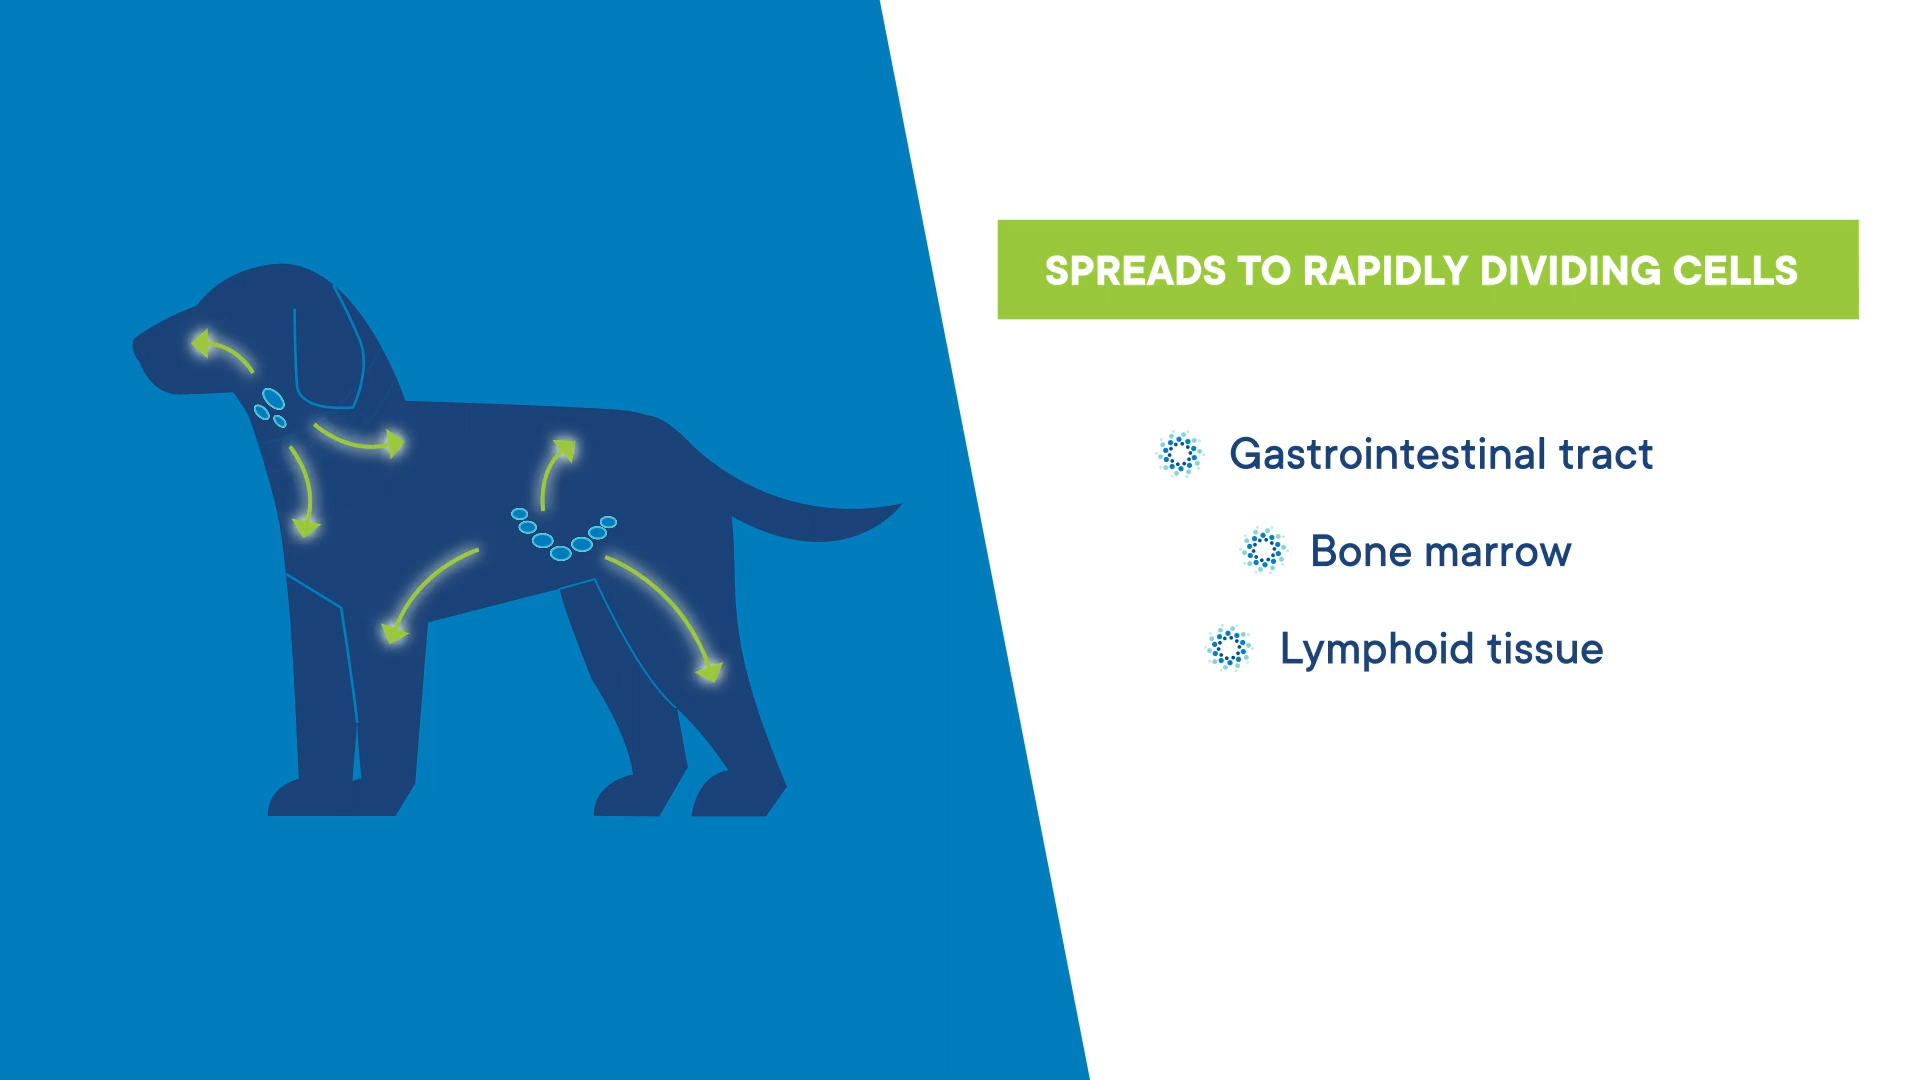 SPREADS TO RAPIDLY DIVIDING CELLS
Gastrointestinal tract
Bone marrow
Lymphoid tissue